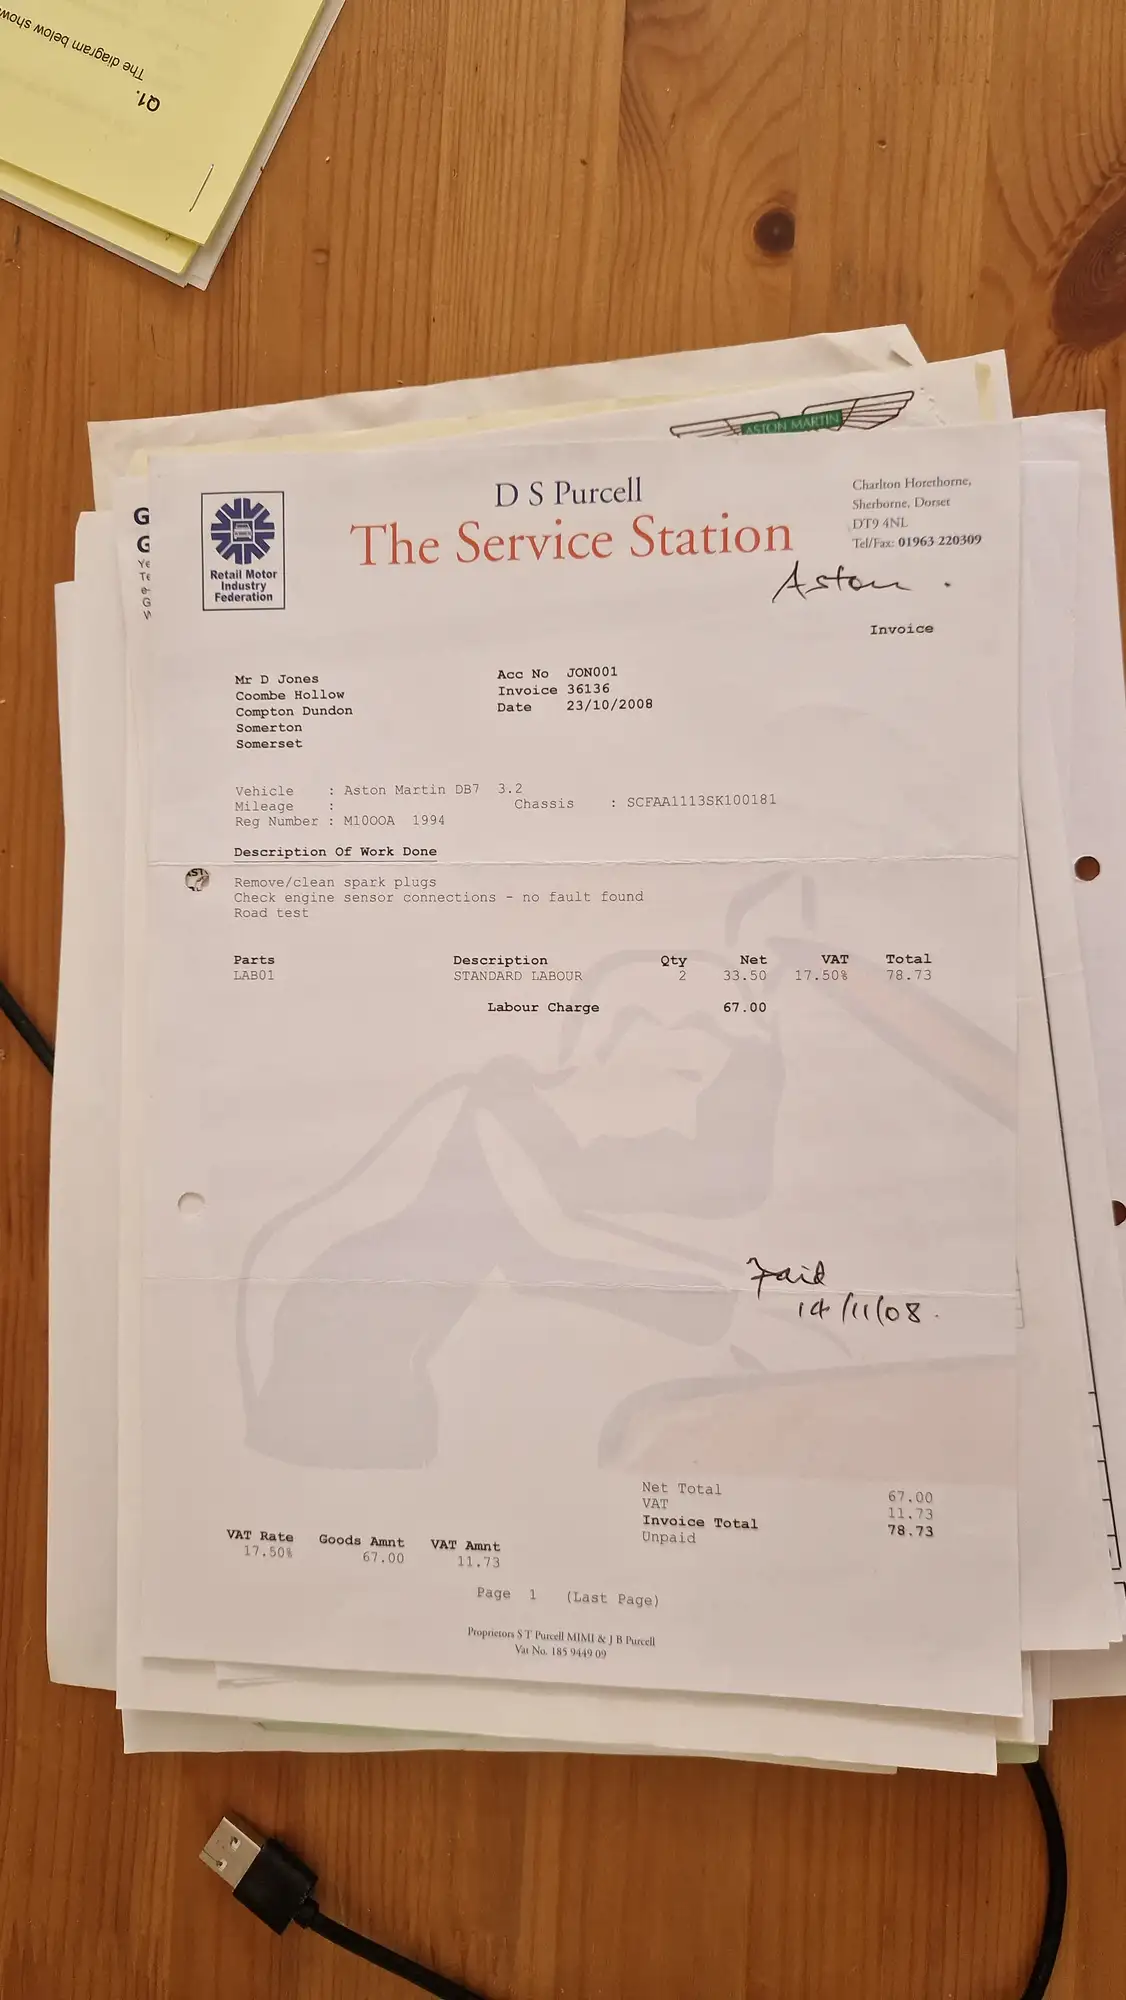 The diagram below shows
Q1.
ASTON MARTIN
D S Purcell
The Service Station
Charlton Horethorne,
Sherborne, Dorset
DT9 4NL
Tel/Fax: 01963 220309
Retail Motor
Industry
Federation
Aston.
Invoice
Mr D Jones
Coombe Hollow
Compton Dundon
Somerton
Somerset
Acc No JON001
Invoice 36136
Date 23/10/2008
Vehicle : Aston Martin DB7 3.2
Mileage :
Chassis : SCFAA1113SK100181
Reg Number : M100OA 1994
Description Of Work Done
Remove/clean spark plugs
Check engine sensor connections - no fault found
Road test
Parts Description Qty Net VAT Total
LAB01 STANDARD LABOUR 2 33.50 17.50% 78.73
Labour Charge 67.00
Paid
14/11/08.
Net Total 67.00
VAT 11.73
Invoice Total 78.73
Unpaid
VAT Rate Goods Amnt VAT Amnt
17.50% 67.00 11.73
Page 1 (Last Page)
Proprietors S T Purcell MIMI & J B Purcell
Vat No. 185 9449 09